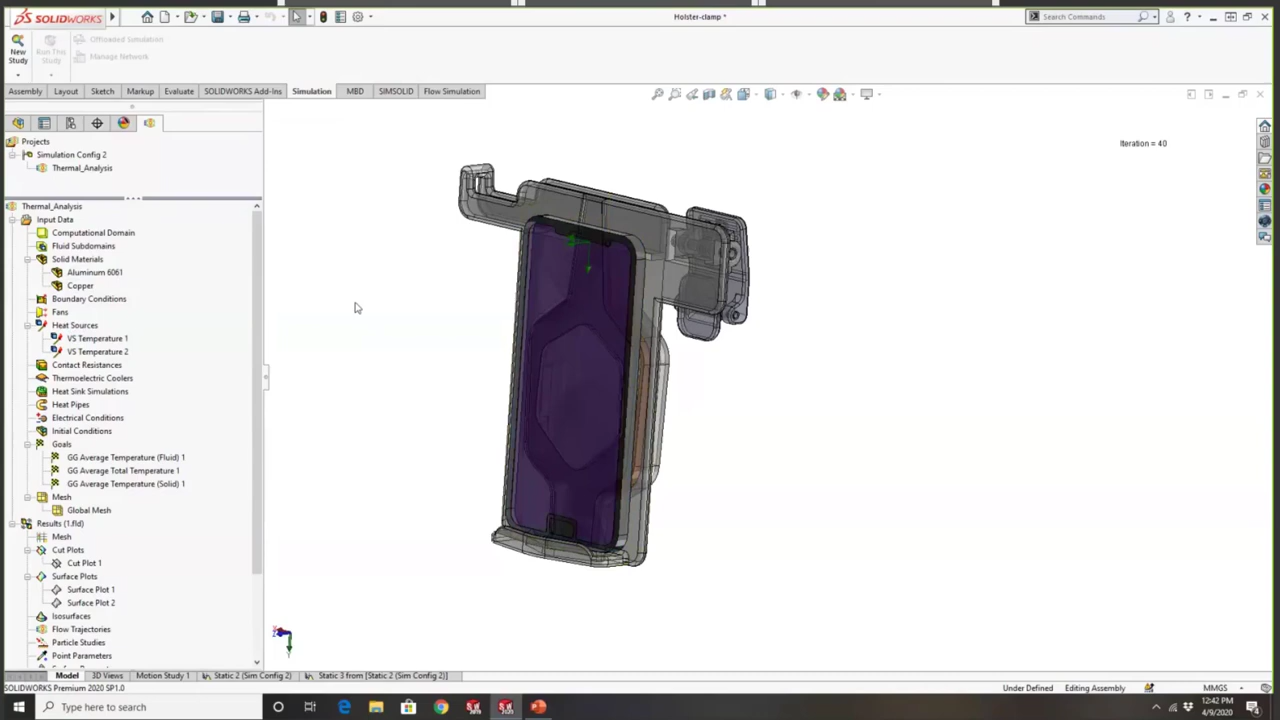 SOLIDWORKS
Holster-clamp *
Search Commands
New Study
Run This Study
Offloaded Simulation
Manage Network
Assembly Layout Sketch Markup Evaluate SOLIDWORKS Add-Ins Simulation MBD SIMSOLID Flow Simulation
Projects
Simulation Config 2
Thermal_Analysis
Iteration = 40
Thermal_Analysis
Input Data
Computational Domain
Fluid Subdomains
Solid Materials
Aluminum 6061
Copper
Boundary Conditions
Fans
Heat Sources
VS Temperature 1
VS Temperature 2
Contact Resistances
Thermoelectric Coolers
Heat Sink Simulations
Heat Pipes
Electrical Conditions
Initial Conditions
Goals
GG Average Temperature (Fluid) 1
GG Average Total Temperature 1
GG Average Temperature (Solid) 1
Mesh
Global Mesh
Results (1.fld)
Mesh
Cut Plots
Cut Plot 1
Surface Plots
Surface Plot 1
Surface Plot 2
Isosurfaces
Flow Trajectories
Particle Studies
Point Parameters
Model 3D Views Motion Study 1 Static 2 (Sim Config 2) Static 3 from [Static 2 (Sim Config 2)]
SOLIDWORKS Premium 2020 SP1.0
Under Defined Editing Assembly MMGS
Type here to search
12:42 PM
4/9/2020